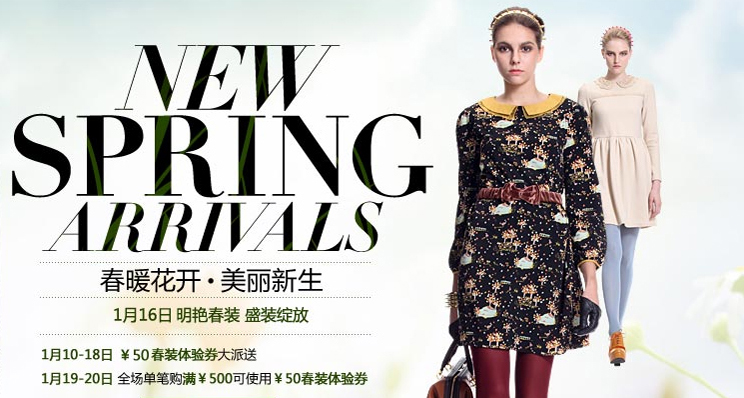 NEW
SPRING
ARRIVALS
春暖花开·美丽新生
1月16日 明艳春装 盛装绽放
1月10-18日 ￥50春装体验券大派送
1月19-20日 全场单笔购满￥500可使用￥50春装体验券